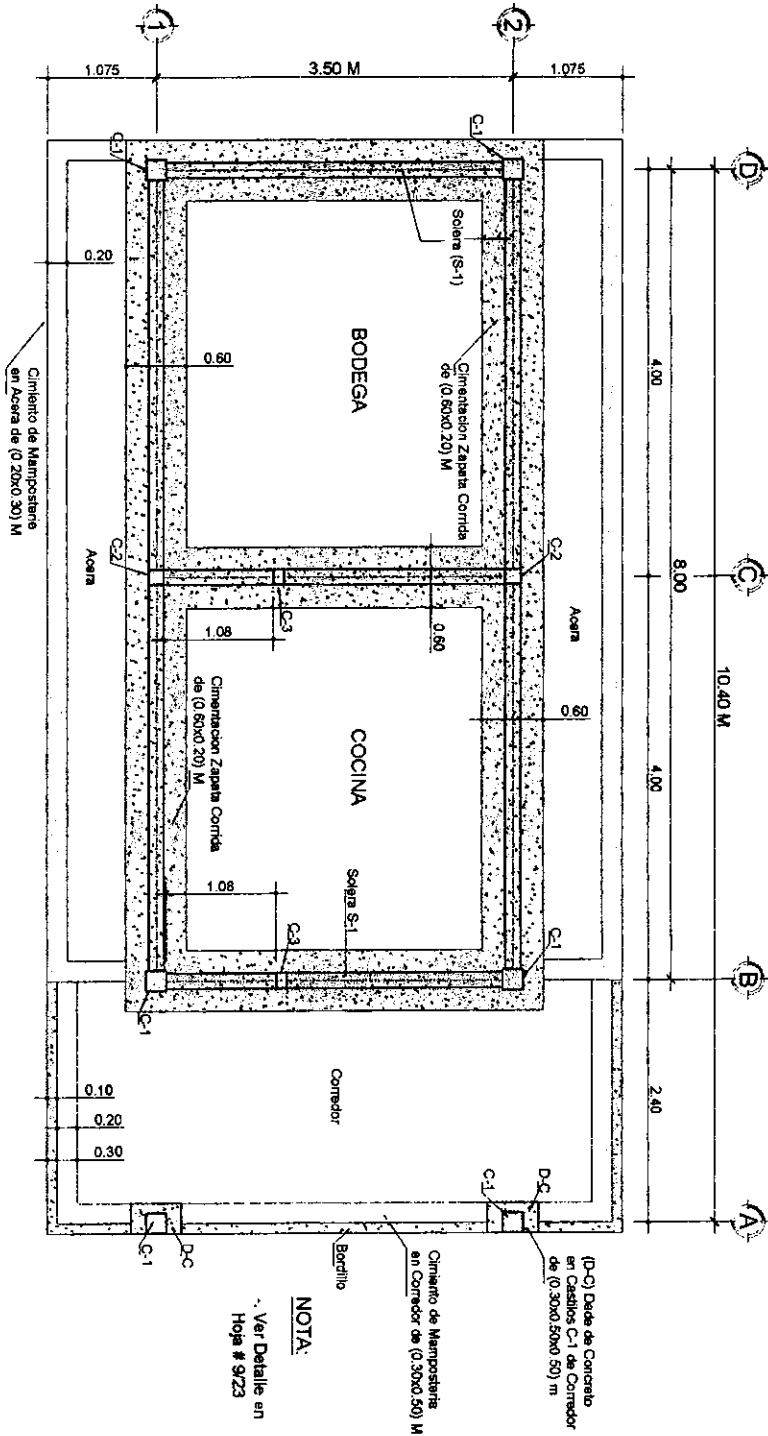 D
C
B
A
10.40 M
8.00
4.00
4.00
2.40
2
1
1.075
3.50 M
1.075
C-1
C-2
C-1
Acera
0.60
Solera (S-1)
Cimentacion Zapata Corrida
de (0.60x0.20) M
BODEGA
0.60
0.60
COCINA
C-3
1.08
Cimentacion Zapata Corrida
de (0.60x0.20) M
Solera S-1
C-3
1.08
C-1
C-2
C-1
Acera
0.20
Cimiento de Mamposteria
en Acera de (0.20x0.30) M
Corredor
0.10
0.20
0.30
C-1
D-C
(D-C) Dado de Concreto
en Castillos C-1 de Corredor
de (0.30x0.50x0.50) m
Cimiento de Mamposteria
en Corredor de (0.30x0.50) M
Bordillo
C-1
D-C
NOTA:
-. Ver Detalle en
Hoja # 9/23